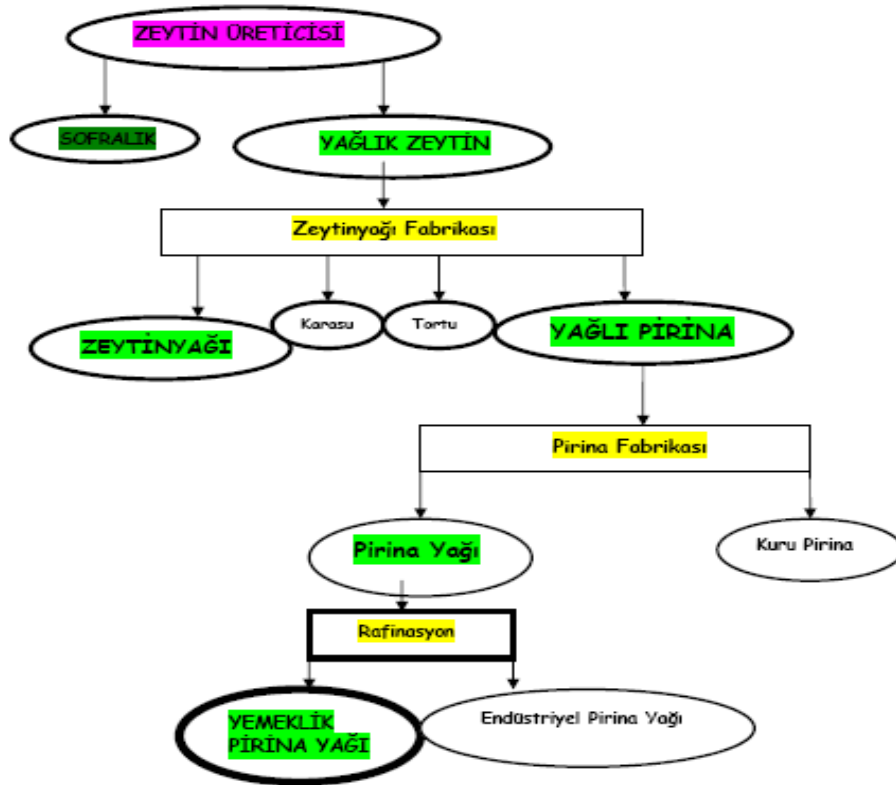 ZEYTİN ÜRETİCİSİ
SOFRALIK
YAĞLIK ZEYTİN
Zeytinyağı Fabrikası
ZEYTİNYAĞI
Karasu
Tortu
YAĞLI PİRİNA
Pirina Fabrikası
Pirina Yağı
Kuru Pirina
Rafinasyon
YEMEKLİK
PİRİNA YAĞI
Endüstriyel Pirina Yağı